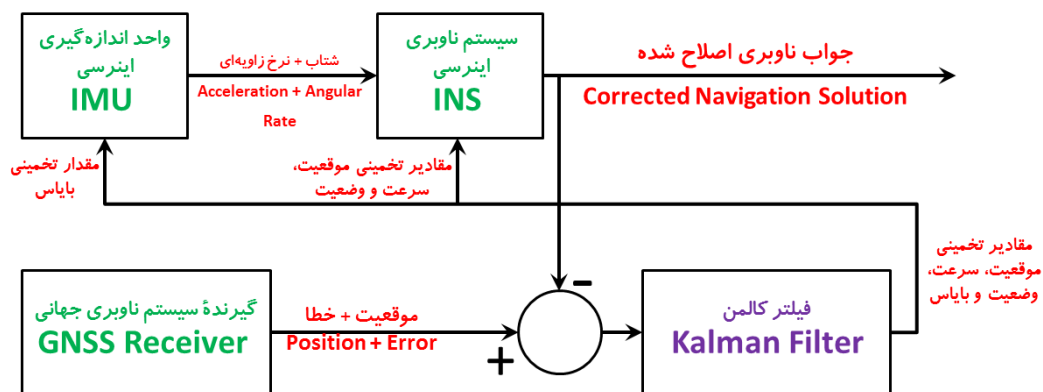 واحد اندازه‌گیری
اینرسی
IMU
شتاب + نرخ زاویه‌ای
Acceleration + Angular
Rate
سیستم ناوبری
اینرسی
INS
جواب ناوبری اصلاح شده
Corrected Navigation Solution
مقدار تخمینی
بایاس
مقادیر تخمینی موقعیت،
سرعت و وضعیت
مقادیر تخمینی
موقعیت، سرعت،
وضعیت و بایاس
گیرندهٔ سیستم ناوبری جهانی
GNSS Receiver
موقعیت + خطا
Position + Error
+
-
فیلتر کالمن
Kalman Filter